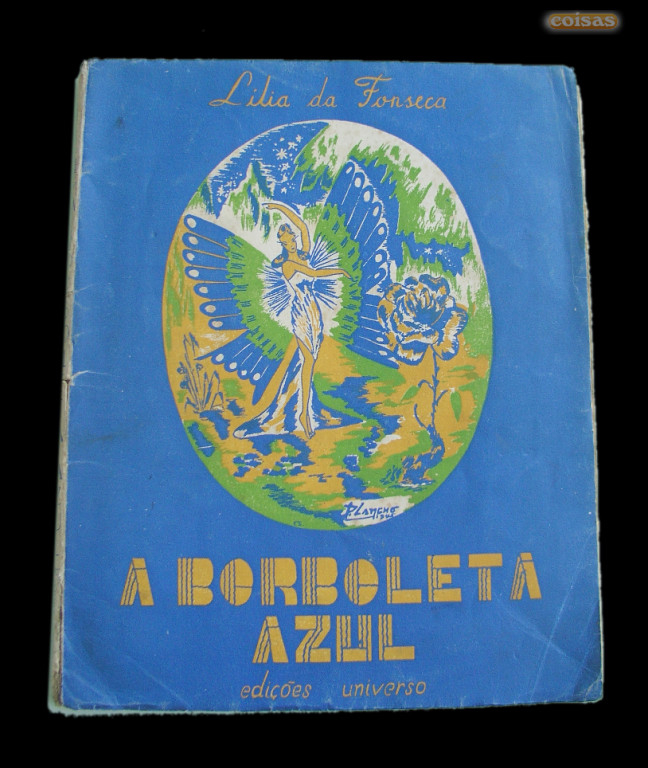 coisas
Lilia da Fonseca
A BORBOLETA
AZUL
edições universo